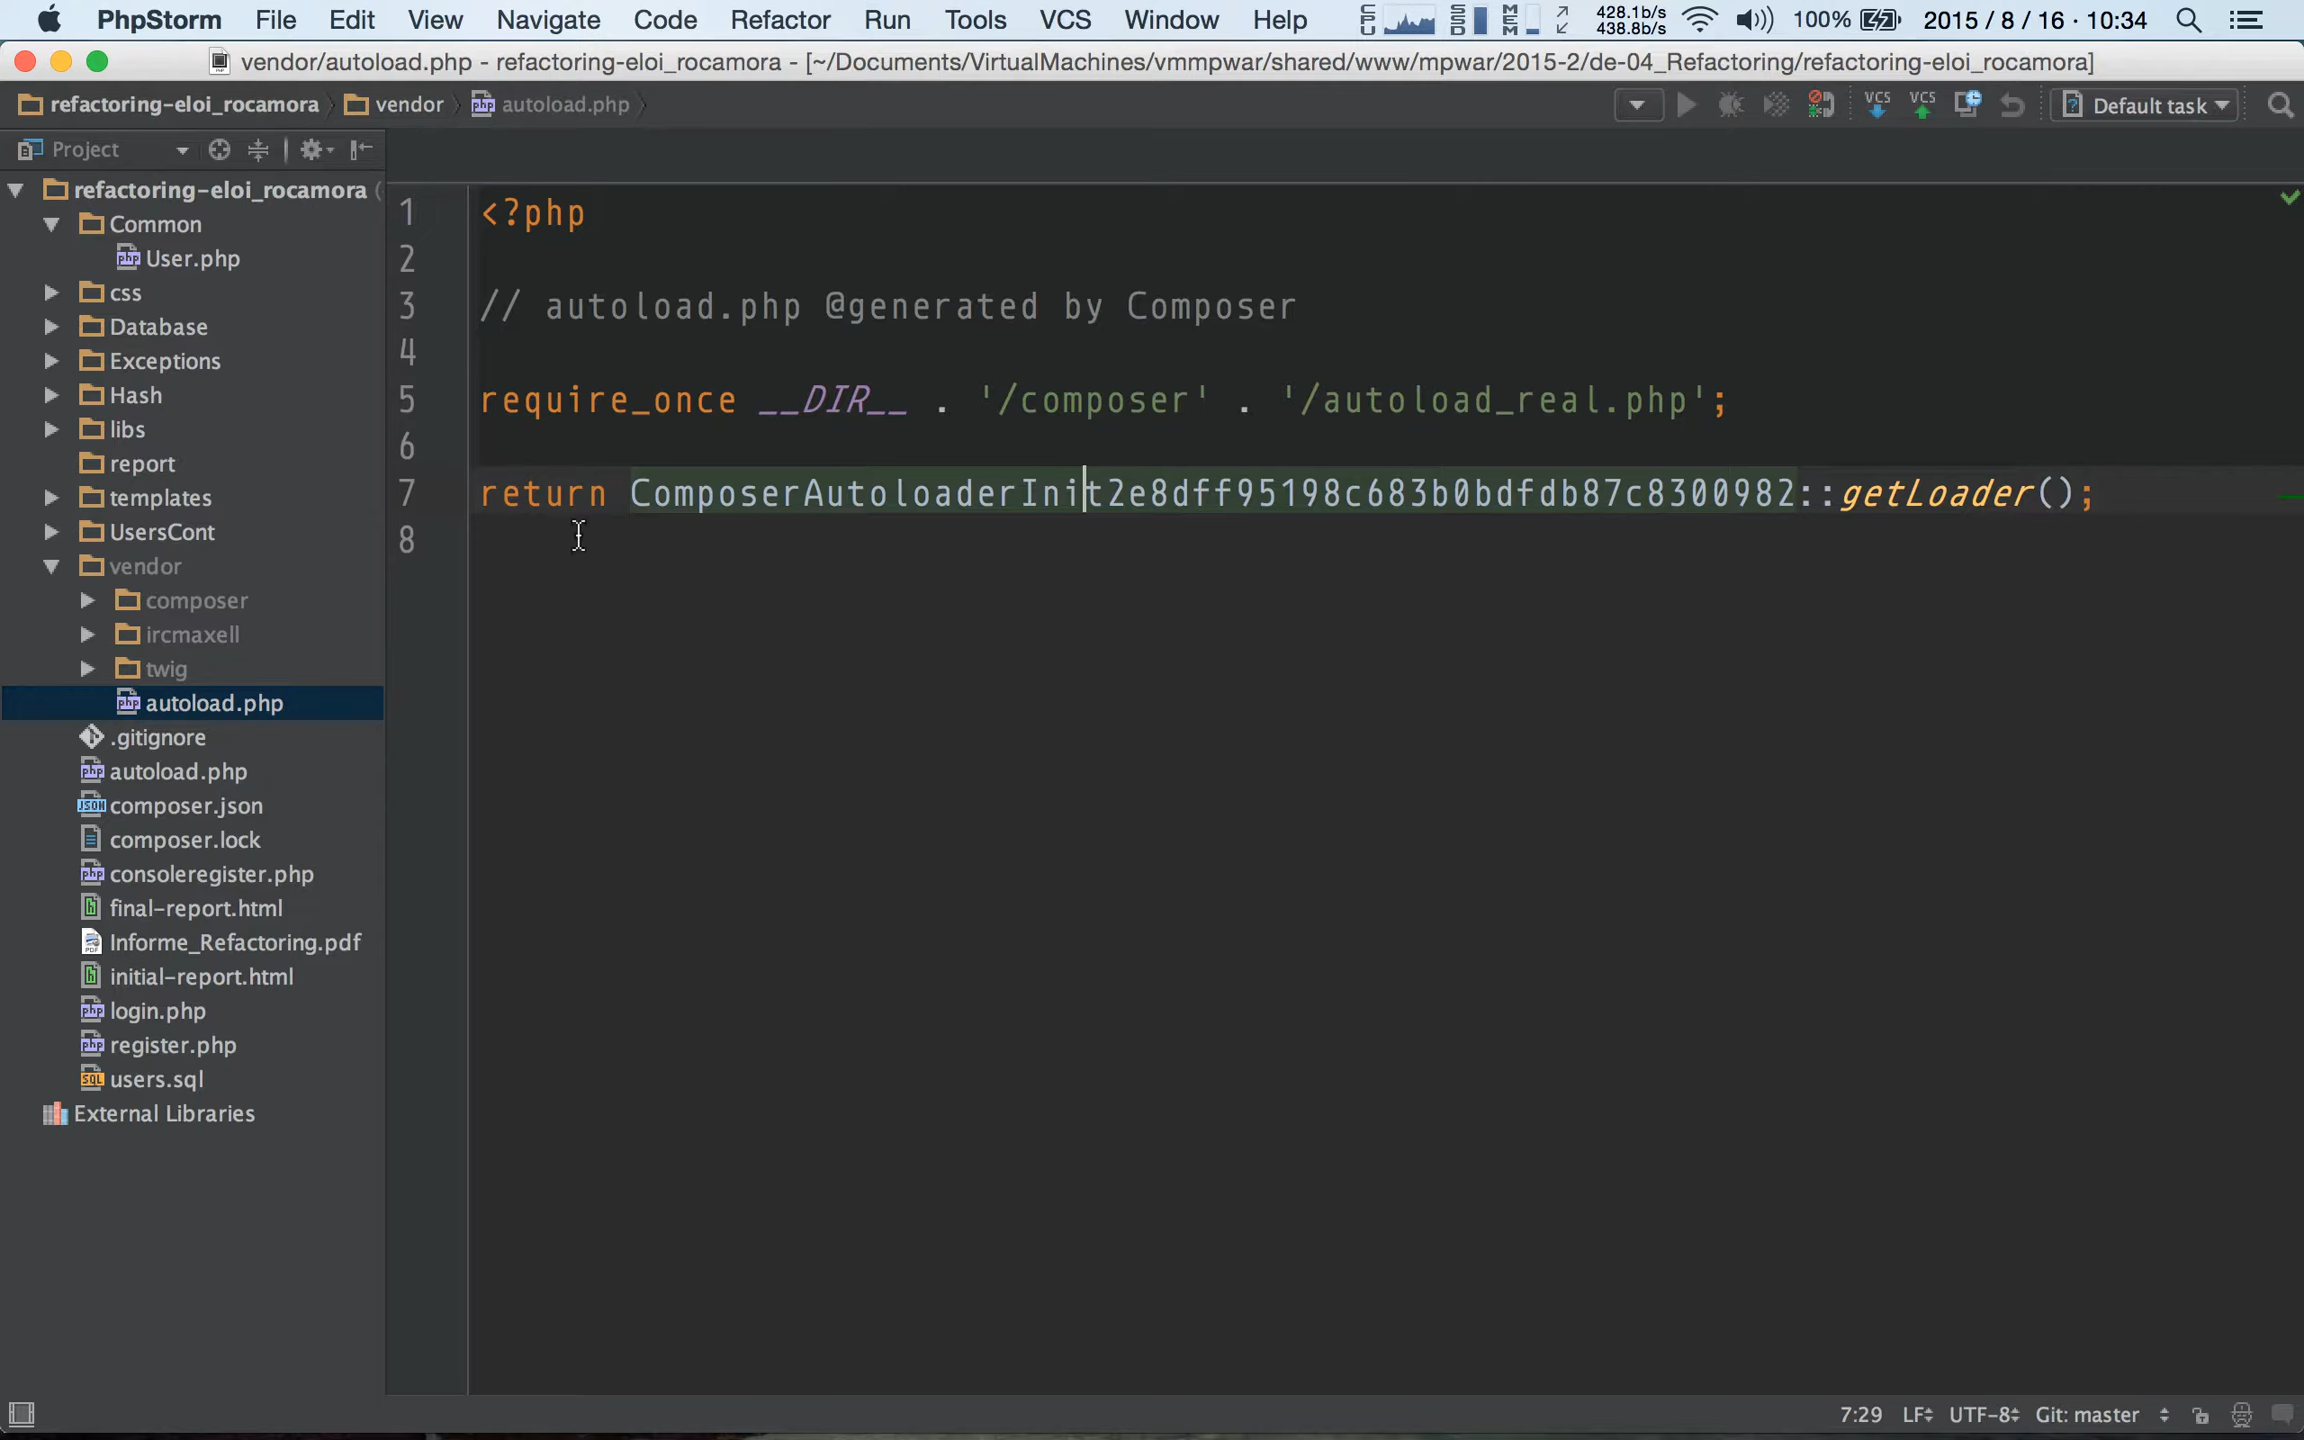 PhpStorm File Edit View Navigate Code Refactor Run Tools VCS Window Help CPU SSD MEM 428.1b/s 438.8b/s 100% 2015 / 8 / 16 · 10:34
vendor/autoload.php - refactoring-eloi_rocamora - [~/Documents/VirtualMachines/vmmpwar/shared/www/mpwar/2015-2/de-04_Refactoring/refactoring-eloi_rocamora]
refactoring-eloi_rocamora vendor autoload.php VCS VCS Default task
Project
refactoring-eloi_rocamora (
Common
User.php
css
Database
Exceptions
Hash
libs
report
templates
UsersCont
vendor
composer
ircmaxell
twig
autoload.php
.gitignore
autoload.php
composer.json
composer.lock
consoleregister.php
final-report.html
Informe_Refactoring.pdf
initial-report.html
login.php
register.php
users.sql
External Libraries
1 <?php
2
3 // autoload.php @generated by Composer
4
5 require_once __DIR__ . '/composer' . '/autoload_real.php';
6
7 return ComposerAutoloaderInit2e8dff95198c683b0bdfdb87c8300982::getLoader();
8
7:29 LF UTF-8 Git: master